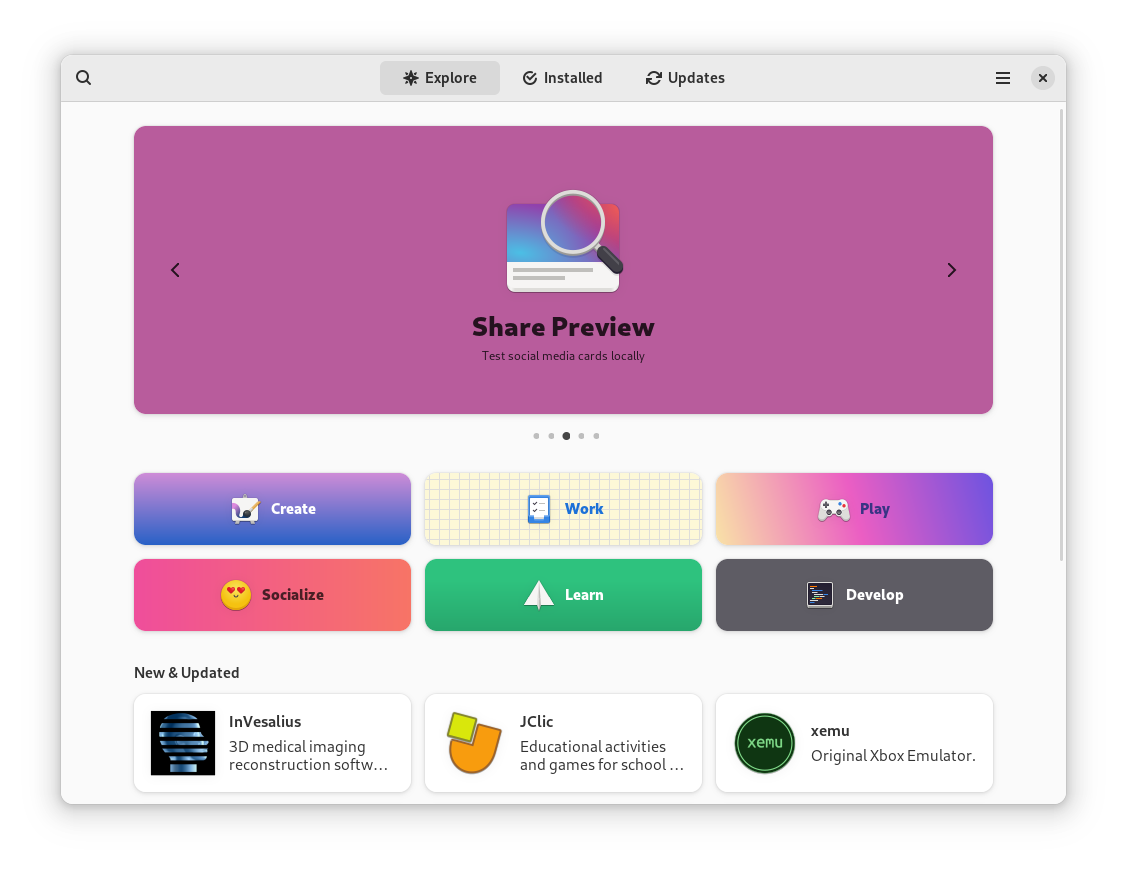 Explore
Installed
Updates
Share Preview
Test social media cards locally
Create
Work
Play
Socialize
Learn
Develop
New & Updated
InVesalius
3D medical imaging
reconstruction softw…
JClic
Educational activities
and games for school …
xemu
xemu
Original Xbox Emulator.